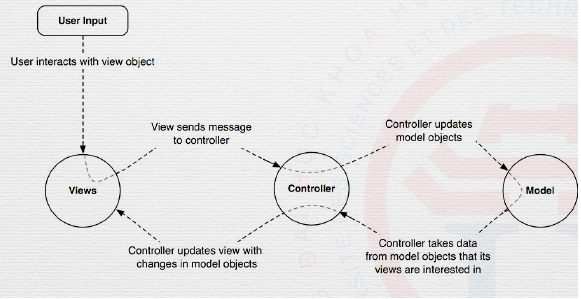 User Input
User interacts with view object
View sends message
to controller
Controller updates
model objects
Views
Controller
Model
Controller updates view with
changes in model objects
Controller takes data
from model objects that its
views are interested in